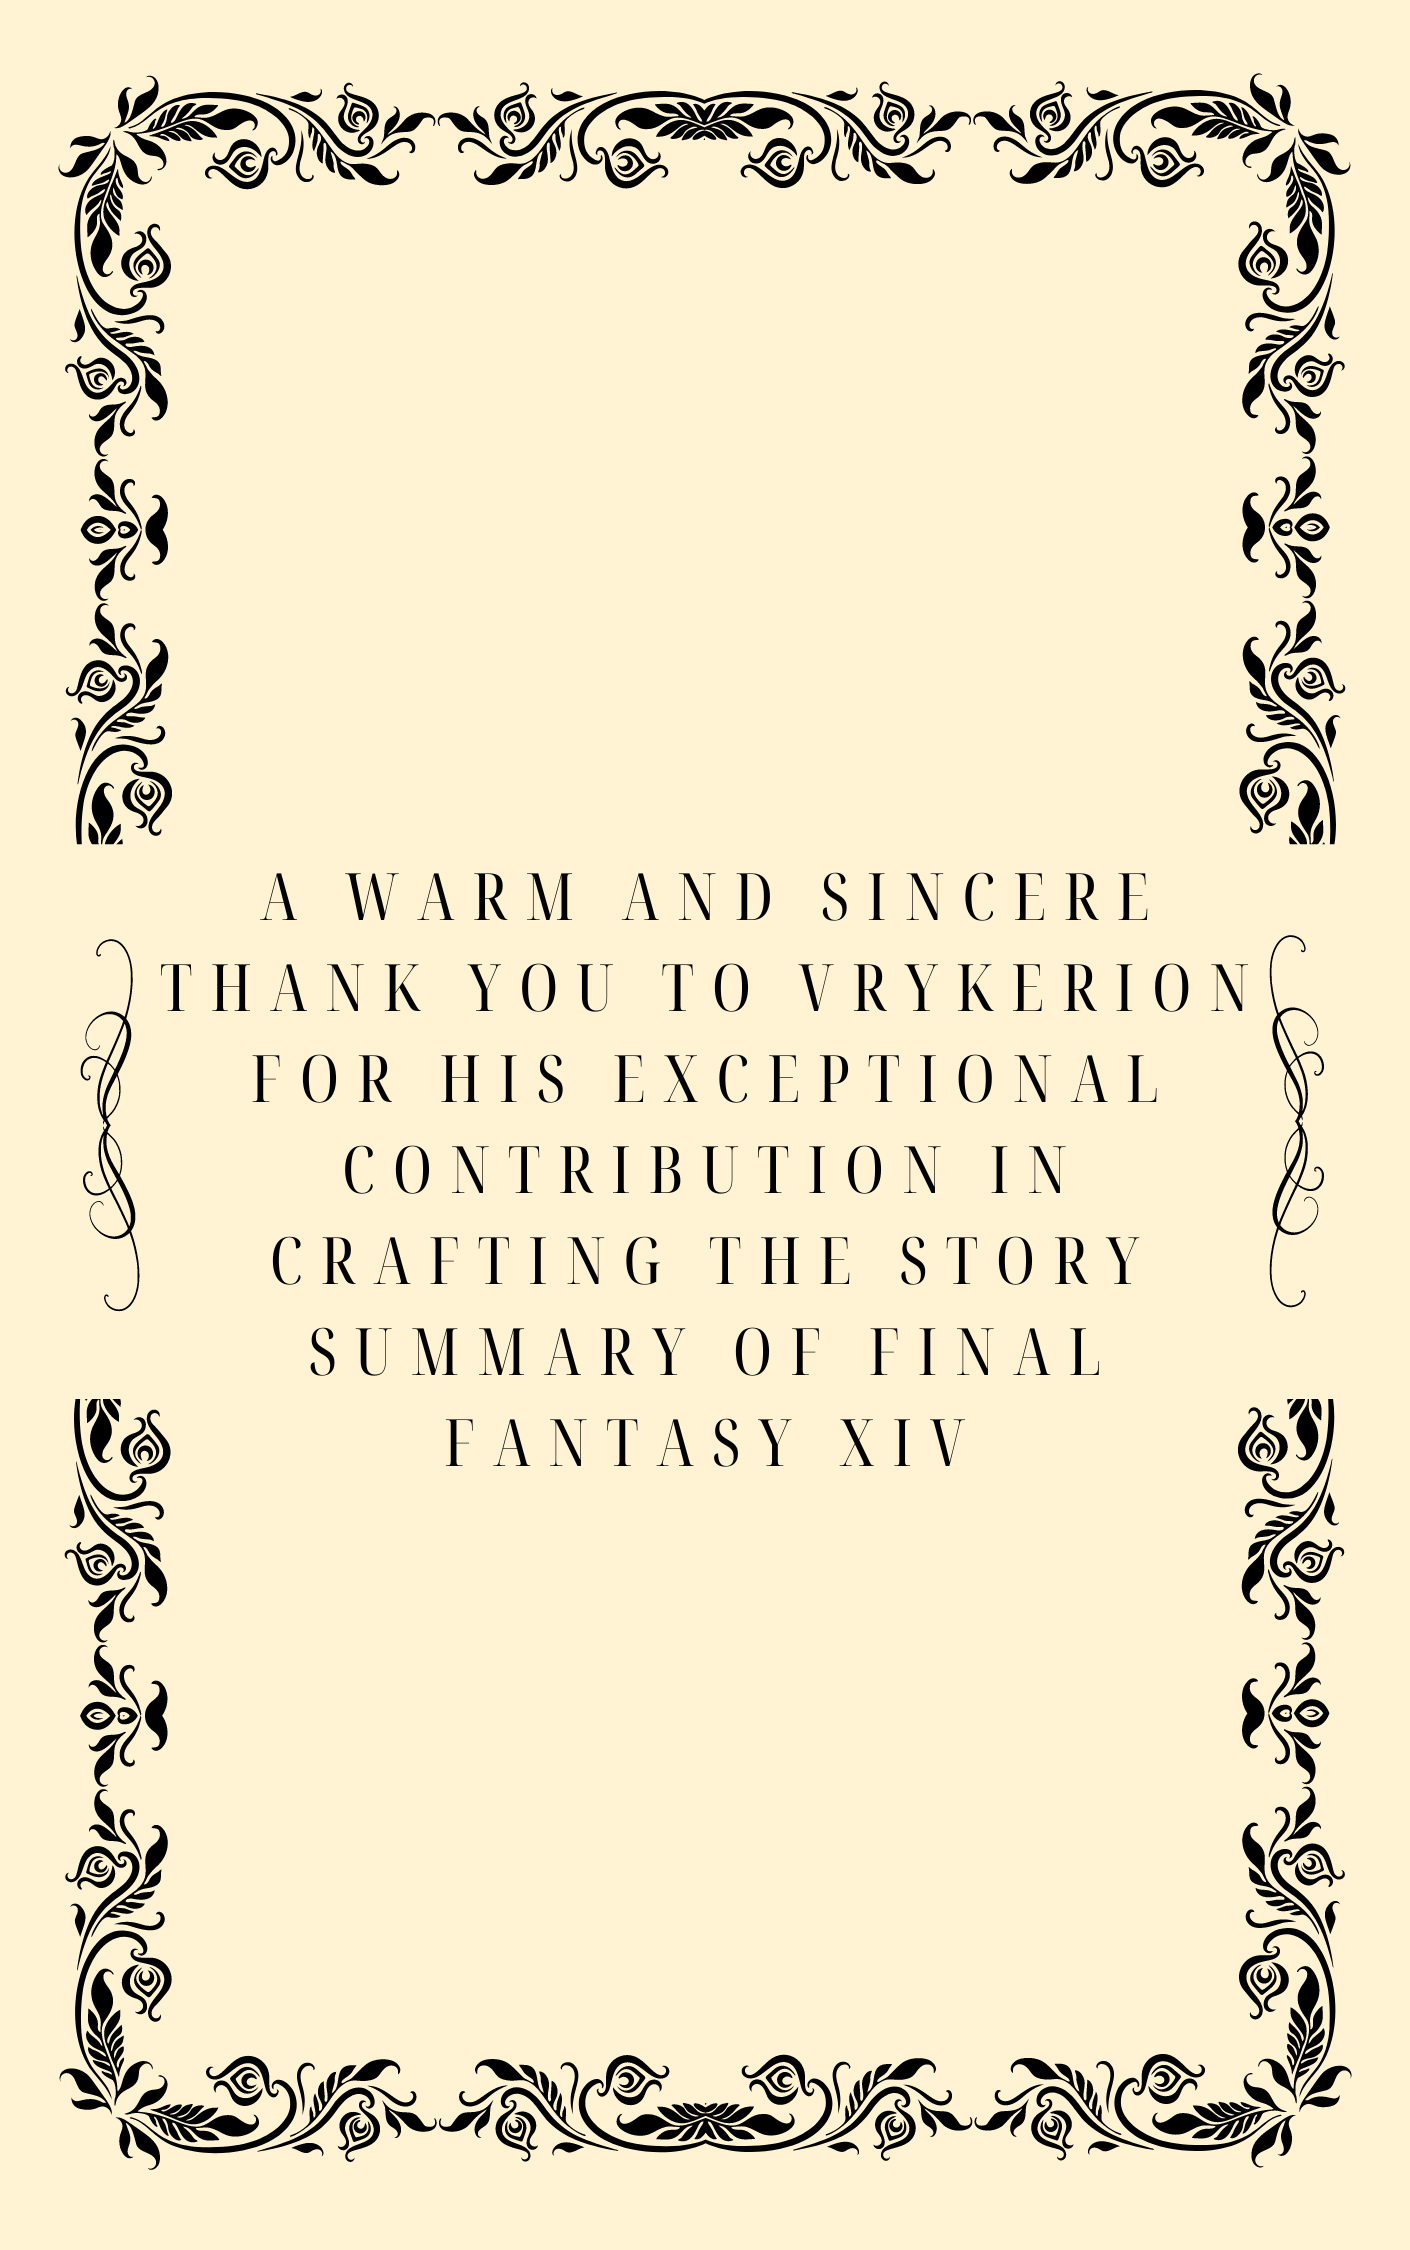 A WARM AND SINCERE
THANK YOU TO VRYKERION
FOR HIS EXCEPTIONAL
CONTRIBUTION IN
CRAFTING THE STORY
SUMMARY OF FINAL
FANTASY XIV